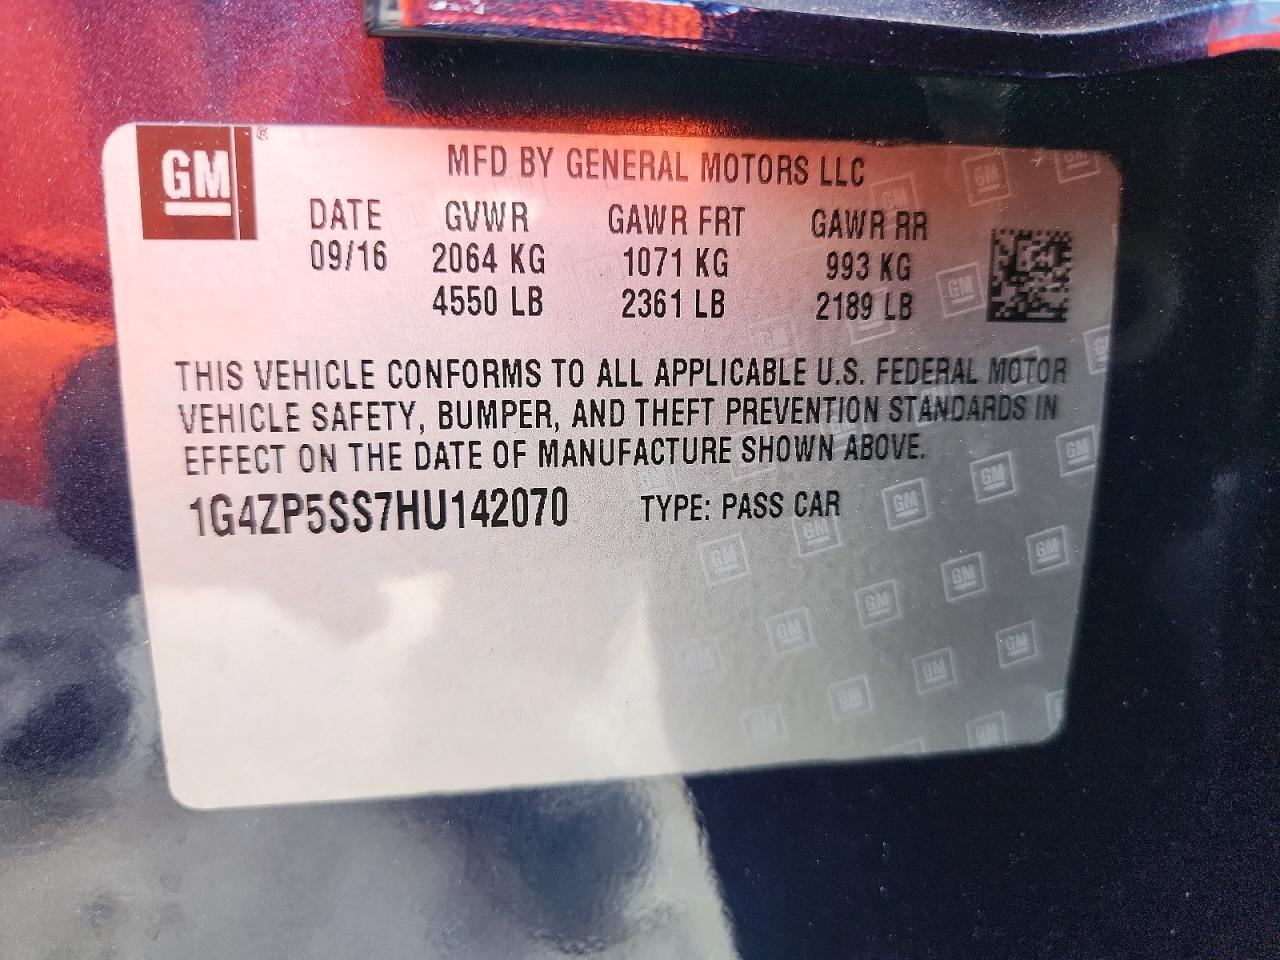 GM
MFD BY GENERAL MOTORS LLC
DATE GVWR GAWR FRT GAWR RR
09/16 2064 KG 1071 KG 993 KG
4550 LB 2361 LB 2189 LB
THIS VEHICLE CONFORMS TO ALL APPLICABLE U.S. FEDERAL MOTOR
VEHICLE SAFETY, BUMPER, AND THEFT PREVENTION STANDARDS IN
EFFECT ON THE DATE OF MANUFACTURE SHOWN ABOVE.
1G4ZP5SS7HU142070 TYPE: PASS CAR